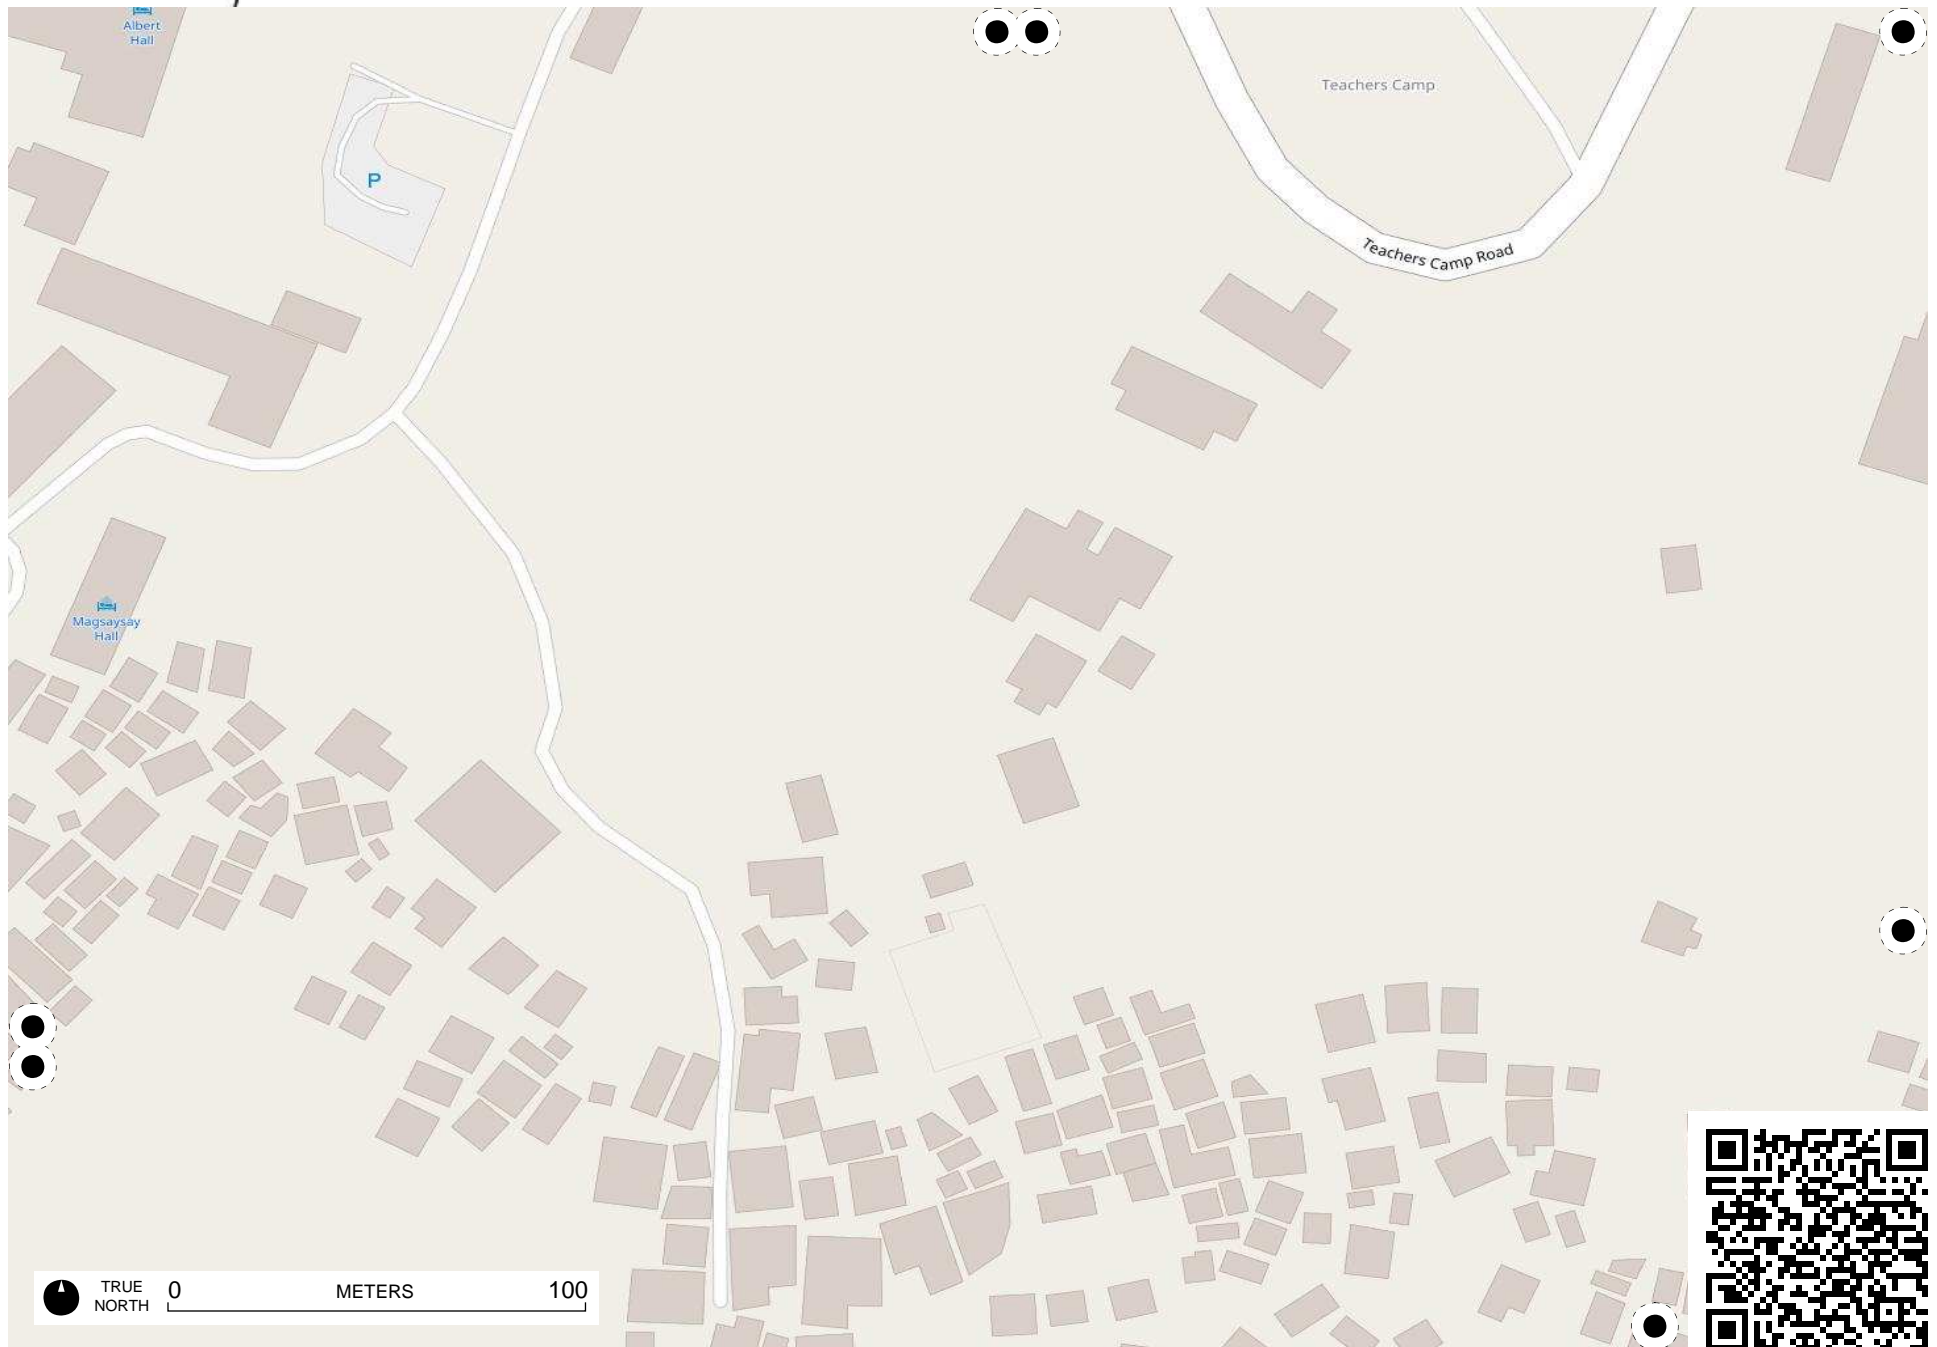 Albert
Hall
Teachers Camp
P
Teachers Camp Road
Magsaysay
Hall
TRUE
NORTH
0
METERS
100